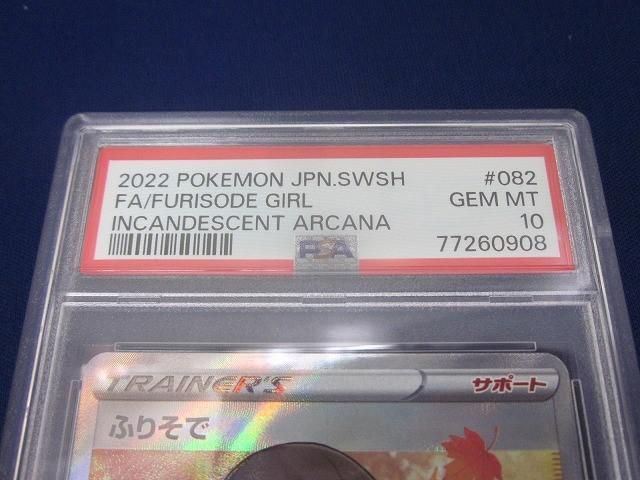 2022 POKEMON JPN.SWSH #082
FA/FURISODE GIRL GEM MT
INCANDESCENT ARCANA 10
PSA 77260908
TRAINER'S サポート
ふりそで